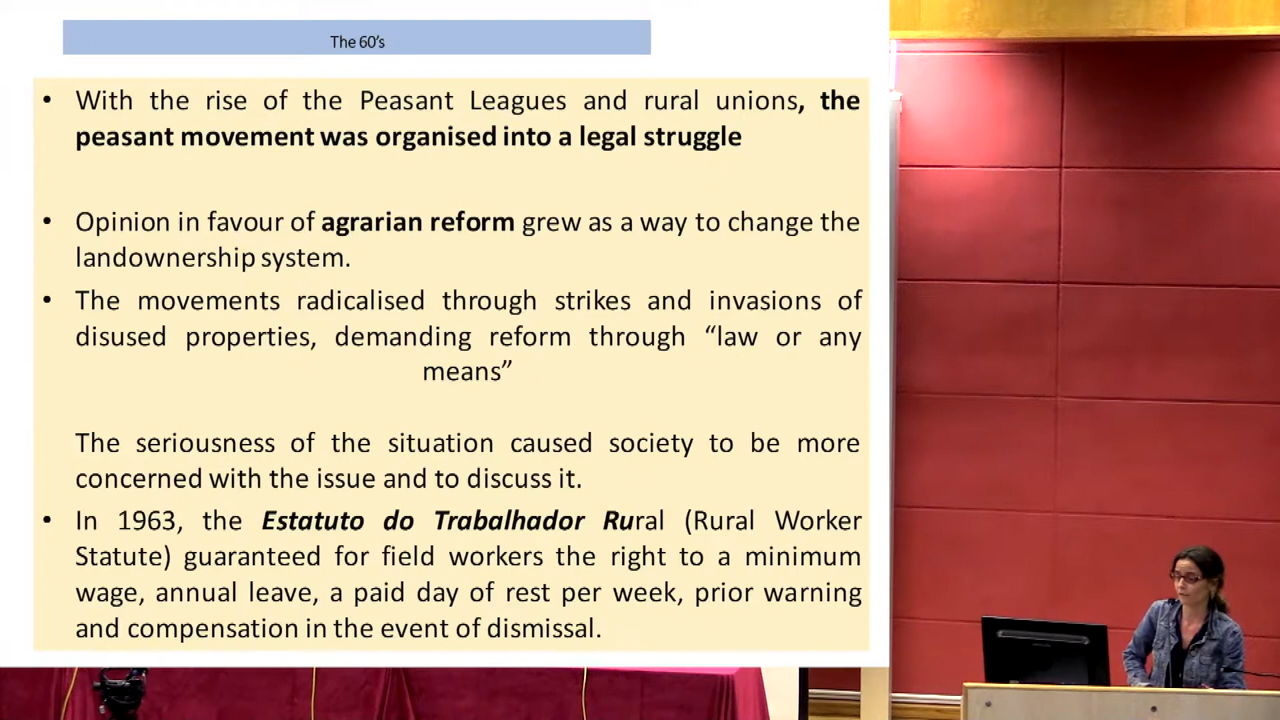 The 60's
• With the rise of the Peasant Leagues and rural unions, the
peasant movement was organised into a legal struggle
• Opinion in favour of agrarian reform grew as a way to change the
landownership system.
• The movements radicalised through strikes and invasions of
disused properties, demanding reform through “law or any
means”
The seriousness of the situation caused society to be more
concerned with the issue and to discuss it.
• In 1963, the Estatuto do Trabalhador Rural (Rural Worker
Statute) guaranteed for field workers the right to a minimum
wage, annual leave, a paid day of rest per week, prior warning
and compensation in the event of dismissal.